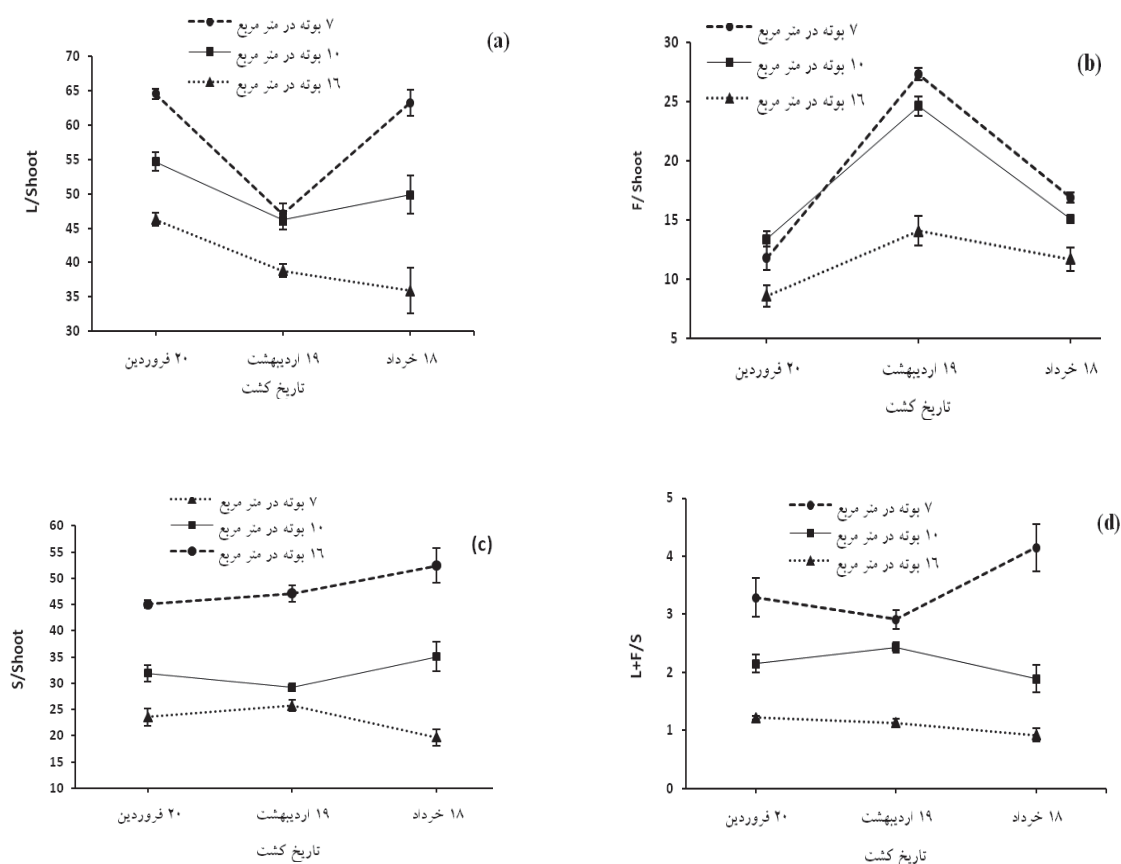 ۷ بوته در متر مربع
۱۰ بوته در متر مربع
۱۶ بوته در متر مربع
(a)
65
60
55
50
45
40
35
30
70
L/Shoot
۲۰ فروردین
۱۹ اردیبهشت
۱۸ خرداد
تاریخ کشت
۷ بوته در متر مربع
۱۰ بوته در متر مربع
۱۶ بوته در متر مربع
(b)
30
25
20
15
10
5
F/ Shoot
۲۰ فروردین
۱۹ اردیبهشت
۱۸ خرداد
تاریخ کشت
۷ بوته در متر مربع
۱۰ بوته در متر مربع
۱۶ بوته در متر مربع
(c)
60
55
50
45
40
35
30
25
20
15
10
S/Shoot
۲۰ فروردین
۱۹ اردیبهشت
۱۸ خرداد
تاریخ کشت
۷ بوته در متر مربع
۱۰ بوته در متر مربع
۱۶ بوته در متر مربع
(d)
5
4
3
2
1
0
L+F/S
۲۰ فروردین
۱۹ اردیبهشت
۱۸ خرداد
تاریخ کشت